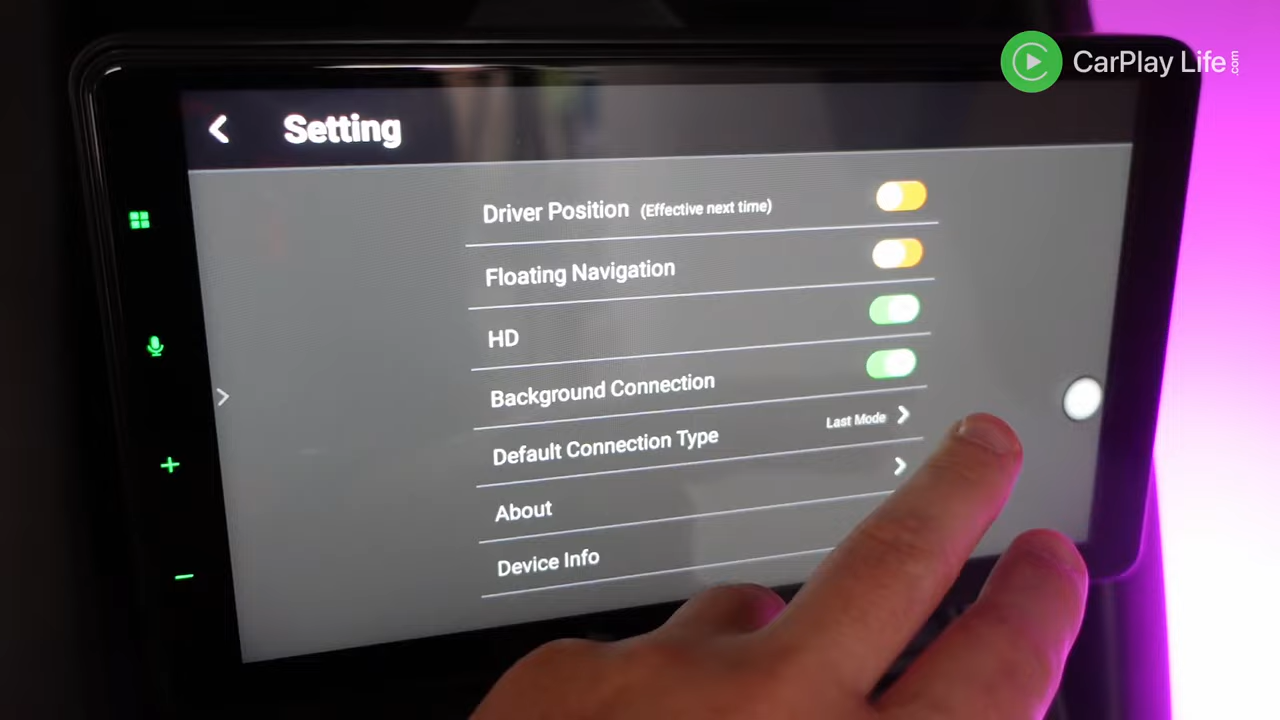 CarPlay Life.com
Setting
Driver Position (Effective next time)
Floating Navigation
HD
Background Connection
Default Connection Type Last Mode
About
Device Info